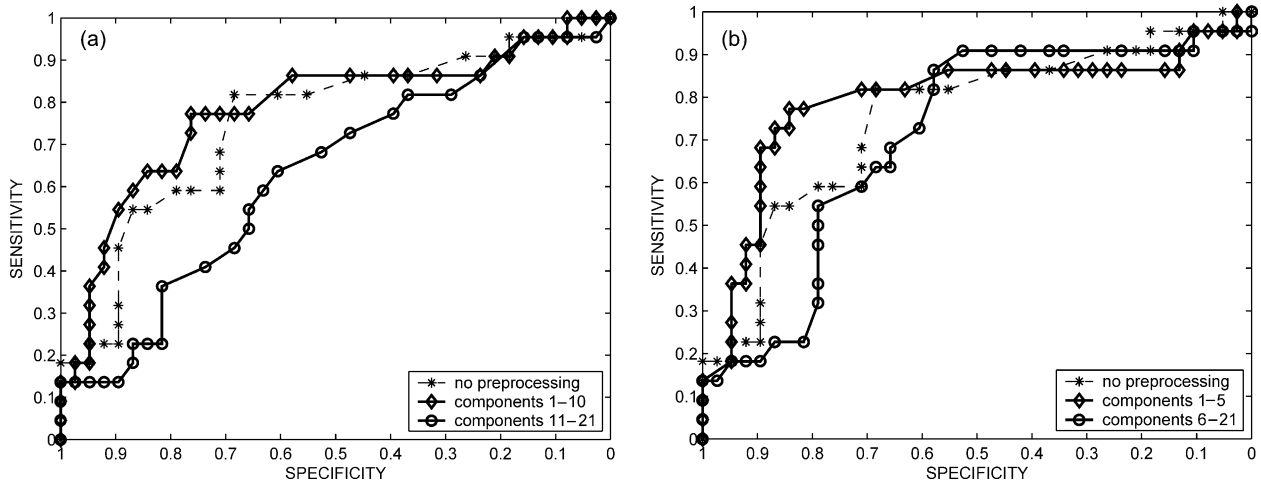 (a)
SENSITIVITY
1
0.9
0.8
0.7
0.6
0.5
0.4
0.3
0.2
0.1
0
1 0.9 0.8 0.7 0.6 0.5 0.4 0.3 0.2 0.1 0
SPECIFICITY
no preprocessing
components 1–10
components 11–21
(b)
SENSITIVITY
1
0.9
0.8
0.7
0.6
0.5
0.4
0.3
0.2
0.1
0
1 0.9 0.8 0.7 0.6 0.5 0.4 0.3 0.2 0.1 0
SPECIFICITY
no preprocessing
components 1–5
components 6–21